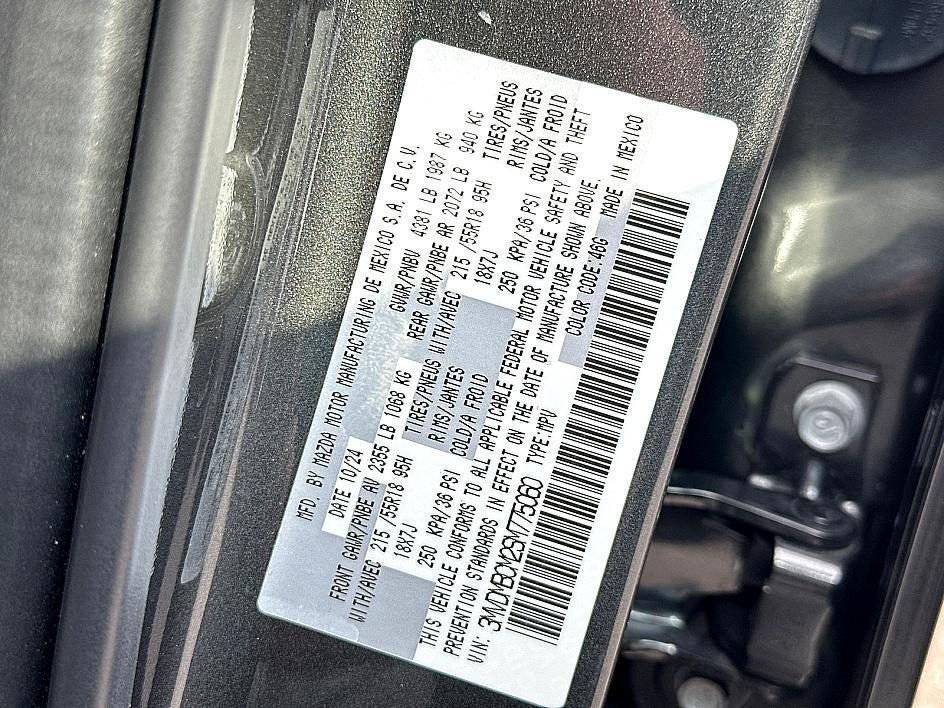 MFD. BY MAZDA MOTOR MANUFACTURING DE MEXICO S.A. DE C.V.
DATE 10/24 GVWR/PNBV 4381 LB 1987 KG
FRONT GAWR/PNBE AV 2355 LB 1068 KG REAR GAWR/PNBE AR 2072 LB 940 KG
WITH/AVEC 215 /55R18 95H TIRES/PNEUS WITH/AVEC 215 /55R18 95H TIRES/PNEUS
18X7J RIMS/JANTES 18X7J RIMS/JANTES
250 KPA/36 PSI COLD/A FROID 250 KPA/36 PSI COLD/A FROID
THIS VEHICLE CONFORMS TO ALL APPLICABLE FEDERAL MOTOR VEHICLE SAFETY AND THEFT
PREVENTION STANDARDS IN EFFECT ON THE DATE OF MANUFACTURE SHOWN ABOVE.
VIN: 3MVDMBCM2SM775060 TYPE:MPV COLOR CODE:46G MADE IN MEXICO